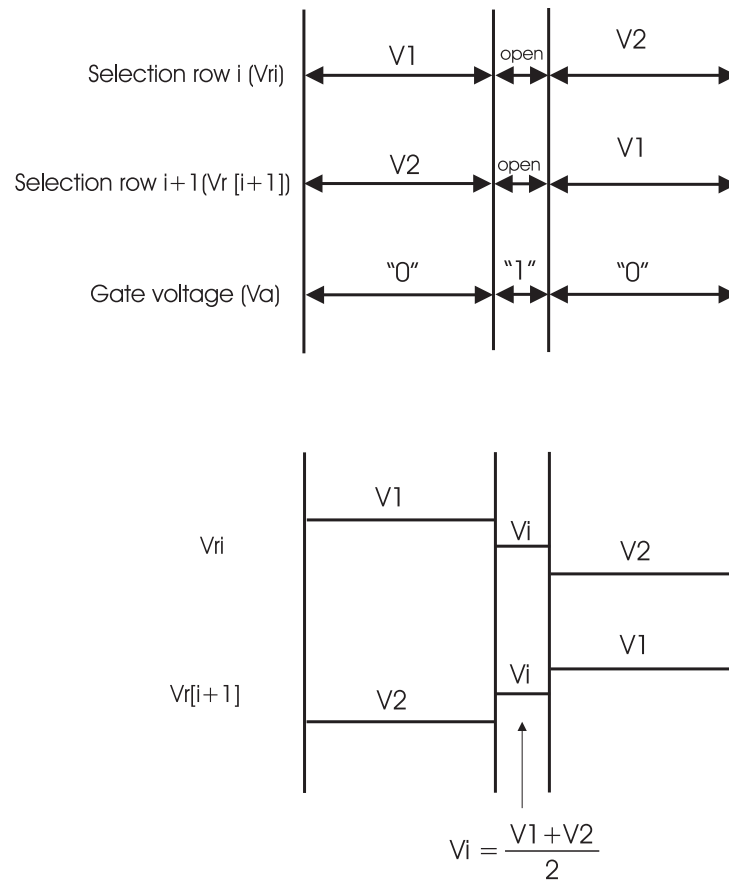 V1 open V2
Selection row i (Vri)
V2 open V1
Selection row i+1(Vr [i+1])
“0” “1” “0”
Gate voltage (Va)
V1
Vri Vi
V2
V1
Vi
Vr[i+1]
V2
Vi = V1+V2
2